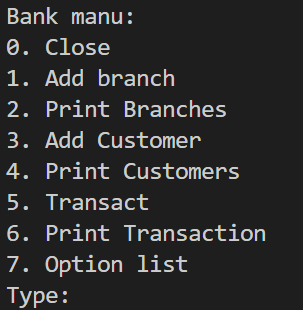 Bank manu:
0. Close
1. Add branch
2. Print Branches
3. Add Customer
4. Print Customers
5. Transact
6. Print Transaction
7. Option list
Type: